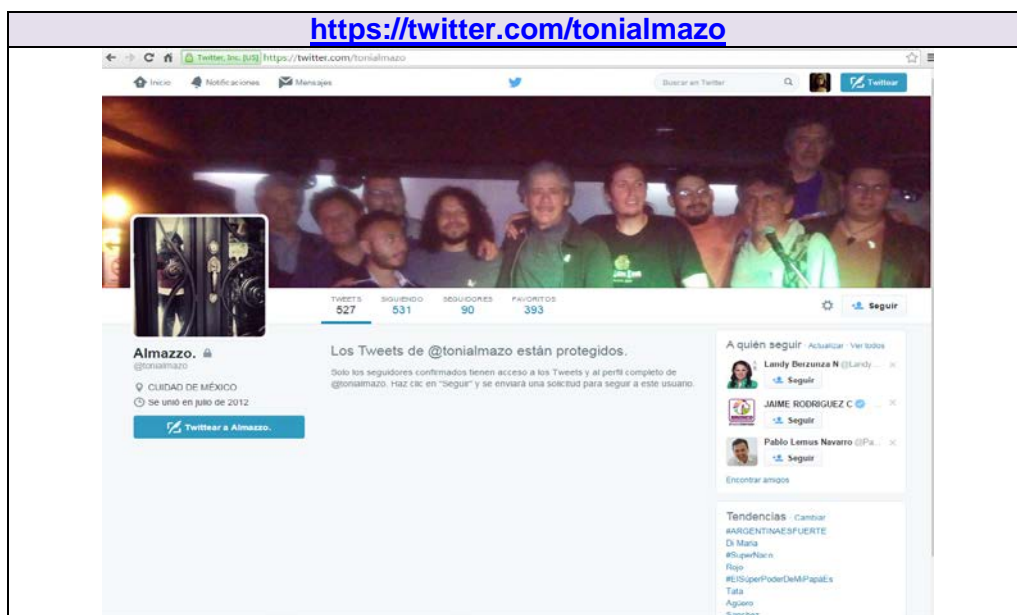 https://twitter.com/tonialmazo
Twitter, Inc. [US] https://twitter.com/tonialmazo
Inicio Notificaciones Mensajes Buscar en Twitter Twittear
TWEETS SIGUIENDO SEGUIDORES FAVORITOS
527 531 90 393
Seguir
Almazzo.
@tonialmazo
CUIDAD DE MÉXICO
Se unió en julio de 2012
Twittear a Almazzo.
Los Tweets de @tonialmazo están protegidos.
Solo los seguidores confirmados tienen acceso a los Tweets y al perfil completo de
@tonialmazo. Haz clic en "Seguir" y se enviará una solicitud para seguir a este usuario.
A quién seguir · Actualizar · Ver todos
Landy Berzunza N @Landy...
Seguir
JAIME RODRIGUEZ C ...
Seguir
Pablo Lemus Navarro @Pa...
Seguir
Encontrar amigos
Tendencias · Cambiar
#ARGENTINAESFUERTE
Di Maria
#SuperNaco
Rojo
#ElSúperPoderDeMiPapáEs
Tata
Agüero
Sanchez